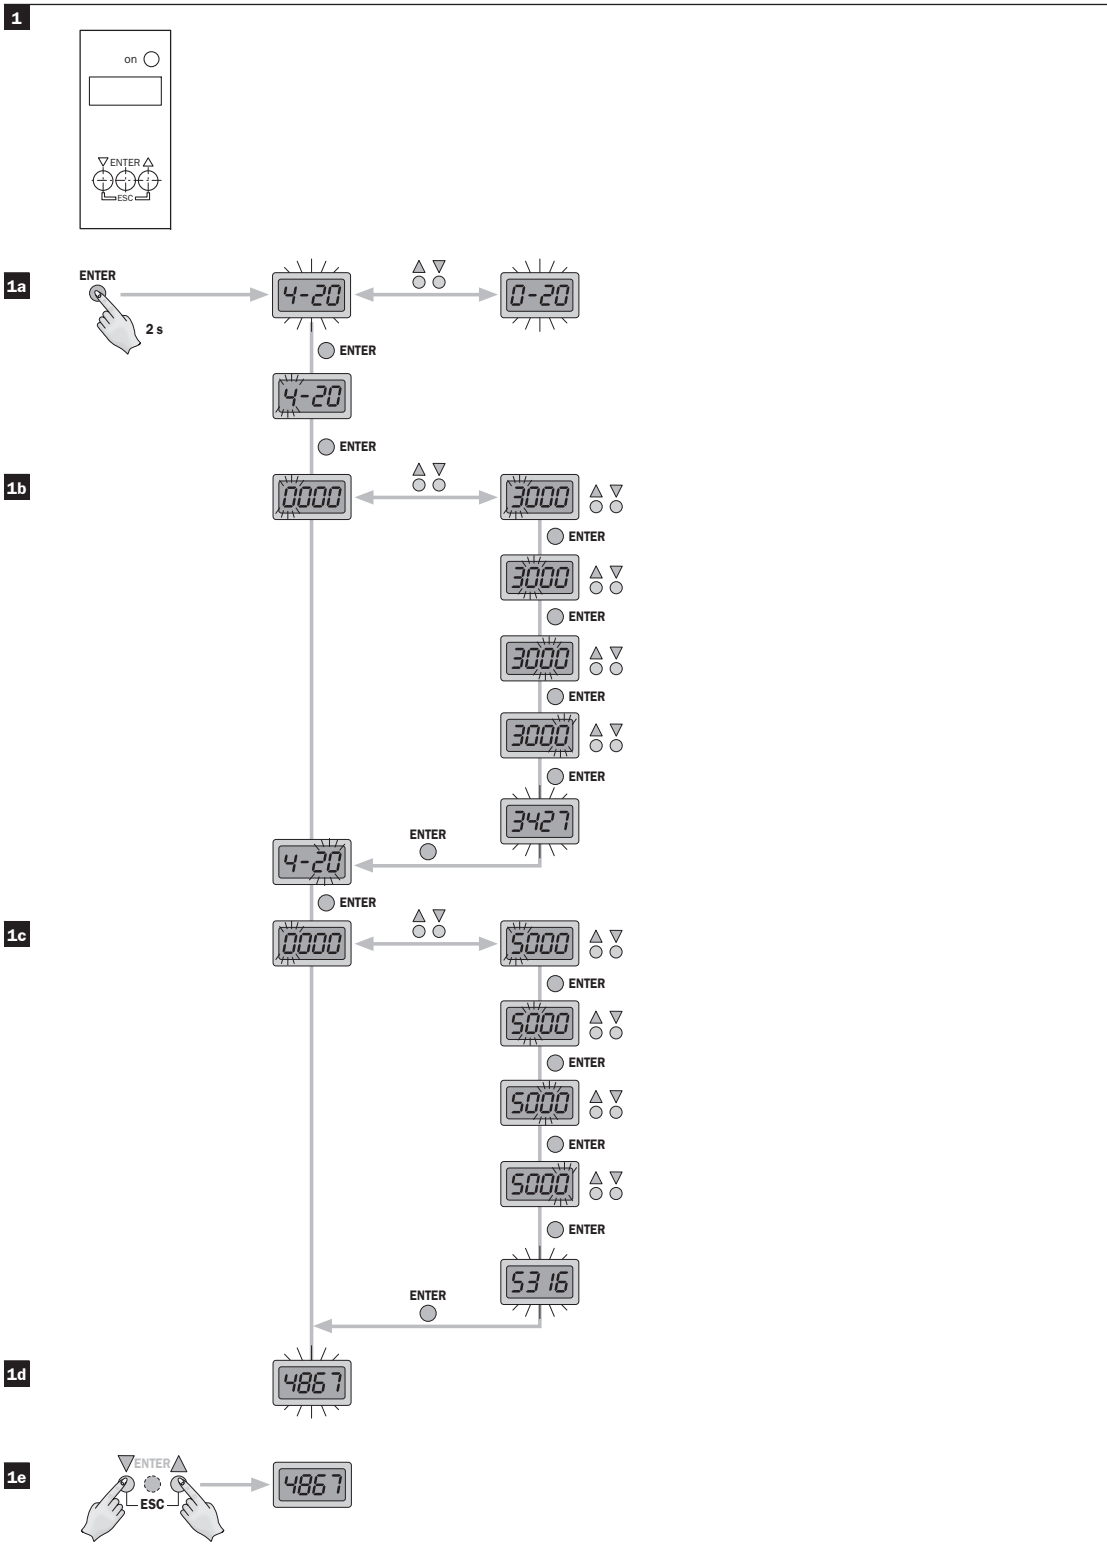 1
on
▽ ENTER △
ESC
1a
ENTER
2 s
4-20
0-20
ENTER
4-20
ENTER
1b
0000
3000
ENTER
3000
ENTER
3000
ENTER
3000
ENTER
3427
ENTER
4-20
ENTER
1c
0000
5000
ENTER
5000
ENTER
5000
ENTER
5000
ENTER
5316
ENTER
1d
4867
1e
ENTER
ESC
4867